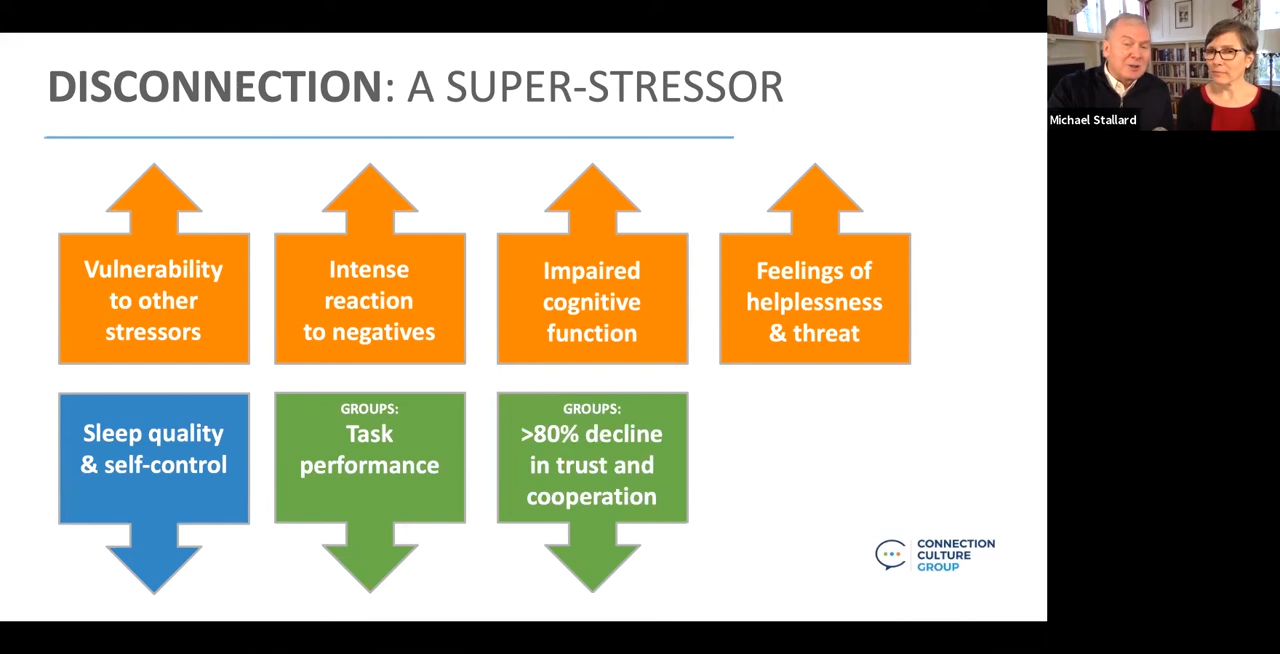 DISCONNECTION: A SUPER-STRESSOR
Michael Stallard
Vulnerability
to other
stressors
Intense
reaction
to negatives
Impaired
cognitive
function
Feelings of
helplessness
& threat
Sleep quality
& self-control
GROUPS:
Task
performance
GROUPS:
>80% decline
in trust and
cooperation
CONNECTION
CULTURE
GROUP